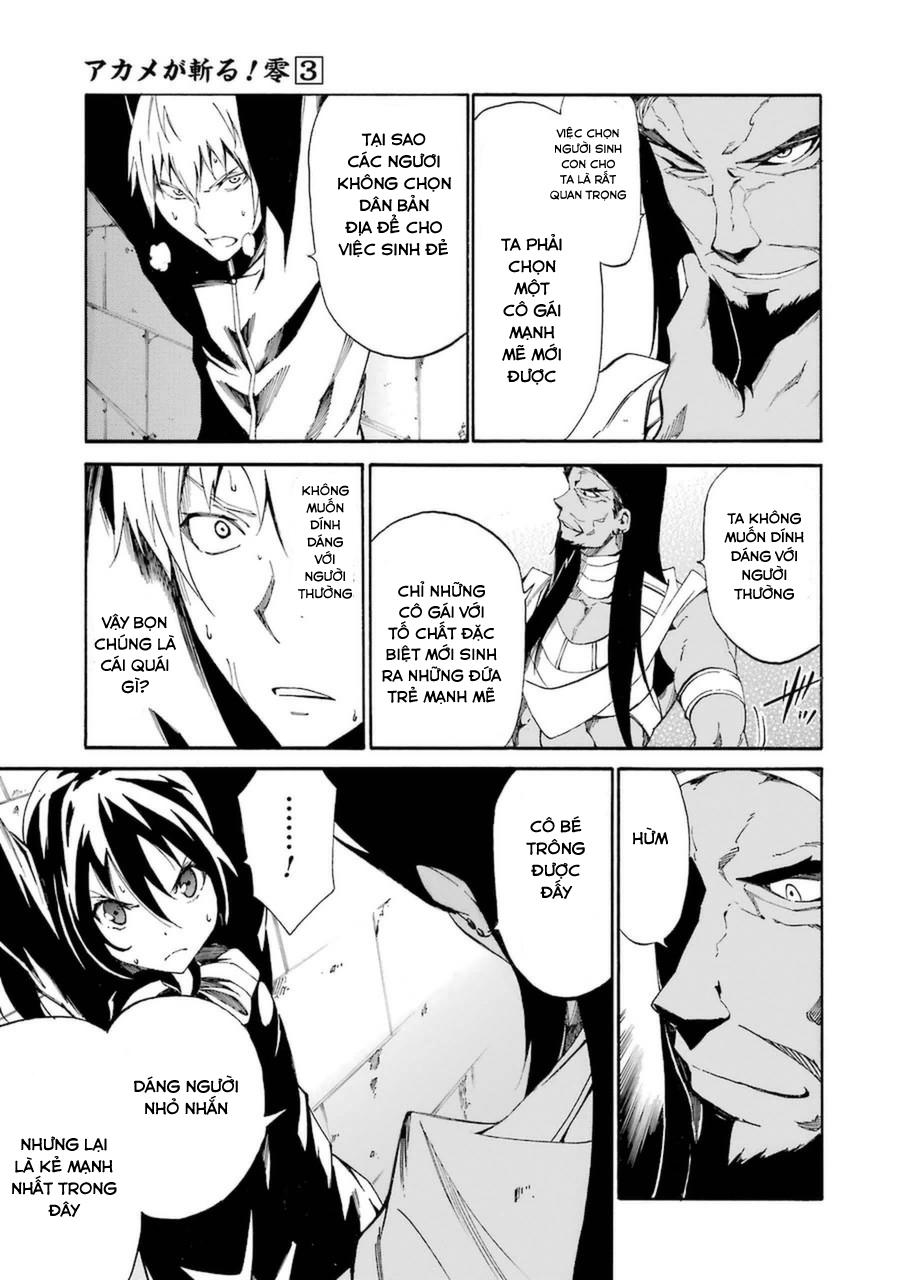 アカメが斬る！零3
VIỆC CHỌN
NGƯỜI SINH
CON CHO
TA LÀ RẤT
QUAN TRỌNG
TA PHẢI
CHỌN
MỘT
CÔ GÁI
MẠNH
MẼ MỚI
ĐƯỢC
TẠI SAO
CÁC NGƯƠI
KHÔNG CHỌN
DÂN BẢN
ĐỊA ĐỂ CHO
VIỆC SINH ĐẺ
TA KHÔNG
MUỐN DÍNH
DÁNG VỚI
NGƯỜI
THƯỜNG
CHỈ NHỮNG
CÔ GÁI VỚI
TỐ CHẤT ĐẶC
BIỆT MỚI SINH
RA NHỮNG ĐỨA
TRẺ MẠNH MẼ
KHÔNG
MUỐN
DÍNH
DÁNG
VỚI
NGƯỜI
THƯỜNG
VẬY BỌN
CHÚNG LÀ
CÁI QUÁI
GÌ?
HỪM
CÔ BÉ
TRÔNG
ĐƯỢC
ĐẤY
......!
DÁNG NGƯỜI
NHỎ NHẮN
NHƯNG LẠI
LÀ KẺ MẠNH
NHẤT TRONG
ĐÂY